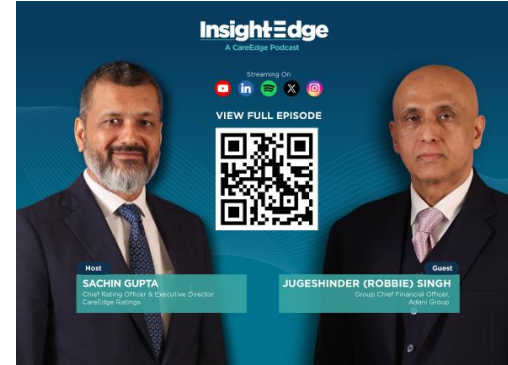 InsightEdge
A CareEdge Podcast
Streaming On
VIEW FULL EPISODE
Host
SACHIN GUPTA
Chief Rating Officer & Executive Director,
CareEdge Ratings
Guest
JUGESHINDER (ROBBIE) SINGH
Group Chief Financial Officer,
Adani Group